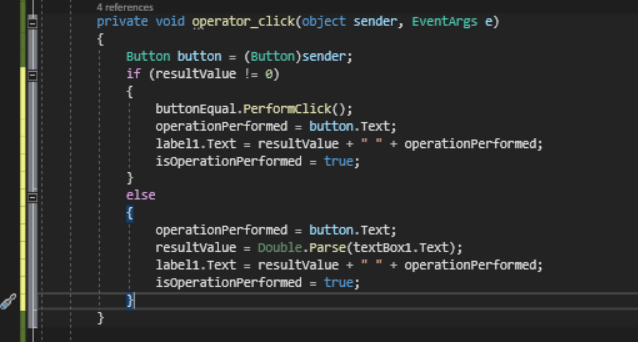 4 references
private void operator_click(object sender, EventArgs e)
{
    Button button = (Button)sender;
    if (resultValue != 0)
    {
        buttonEqual.PerformClick();
        operationPerformed = button.Text;
        label1.Text = resultValue + " " + operationPerformed;
        isOperationPerformed = true;
    }
    else
    {
        operationPerformed = button.Text;
        resultValue = Double.Parse(textBox1.Text);
        label1.Text = resultValue + " " + operationPerformed;
        isOperationPerformed = true;
    }
}